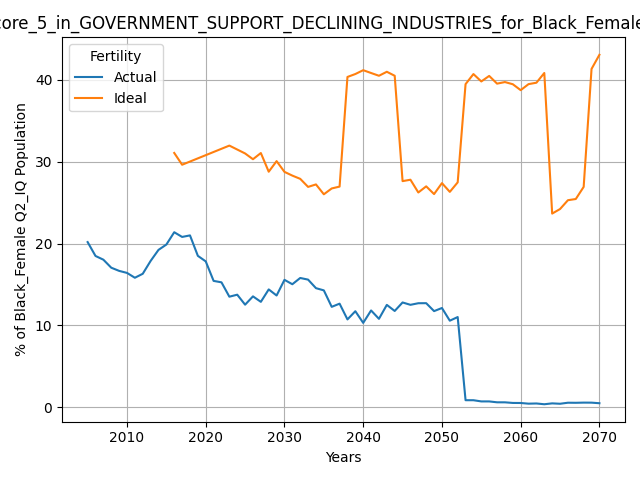 core_5_in_GOVERNMENT_SUPPORT_DECLINING_INDUSTRIES_for_Black_Female
Fertility
Actual
Ideal
% of Black_Female Q2_IQ Population
40
30
20
10
0
2010 2020 2030 2040 2050 2060 2070
Years